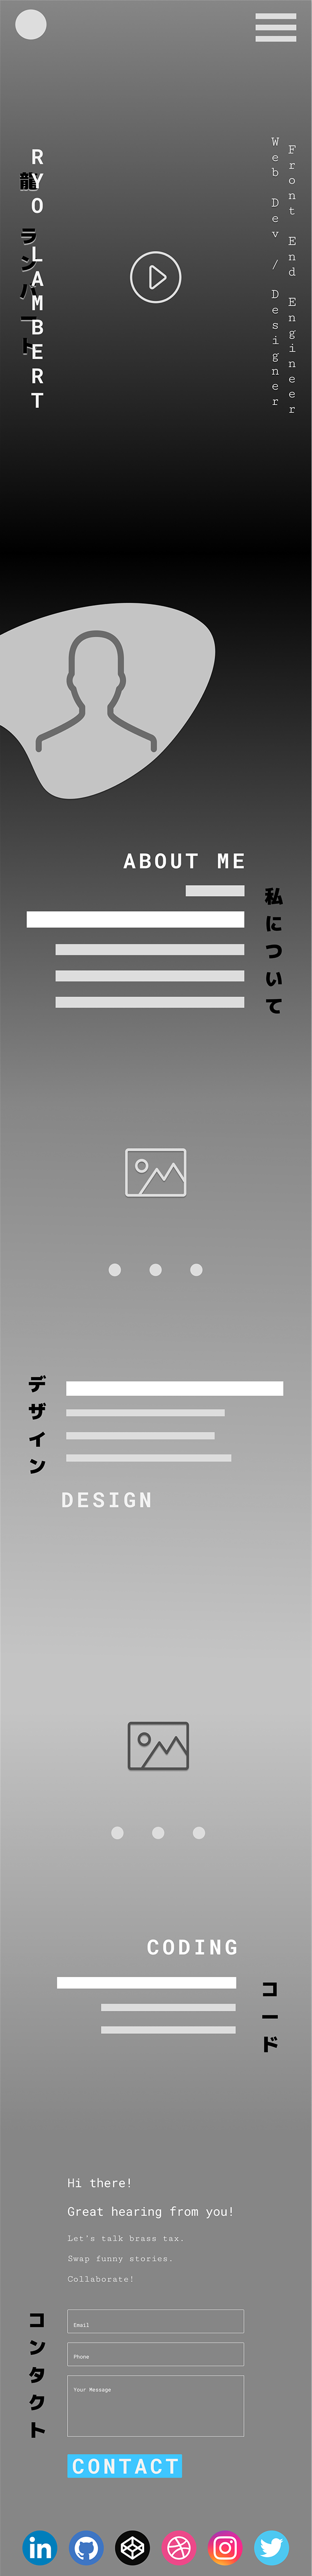 RYO LAMBERT
龍 ランバート
Front End Engineer
Web Dev / Designer
ABOUT ME
私について
デザイン
DESIGN
CODING
コード
Hi there!
Great hearing from you!
Let's talk brass tax.
Swap funny stories.
Collaborate!
コンタクト
Email
Phone
Your Message
CONTACT
in